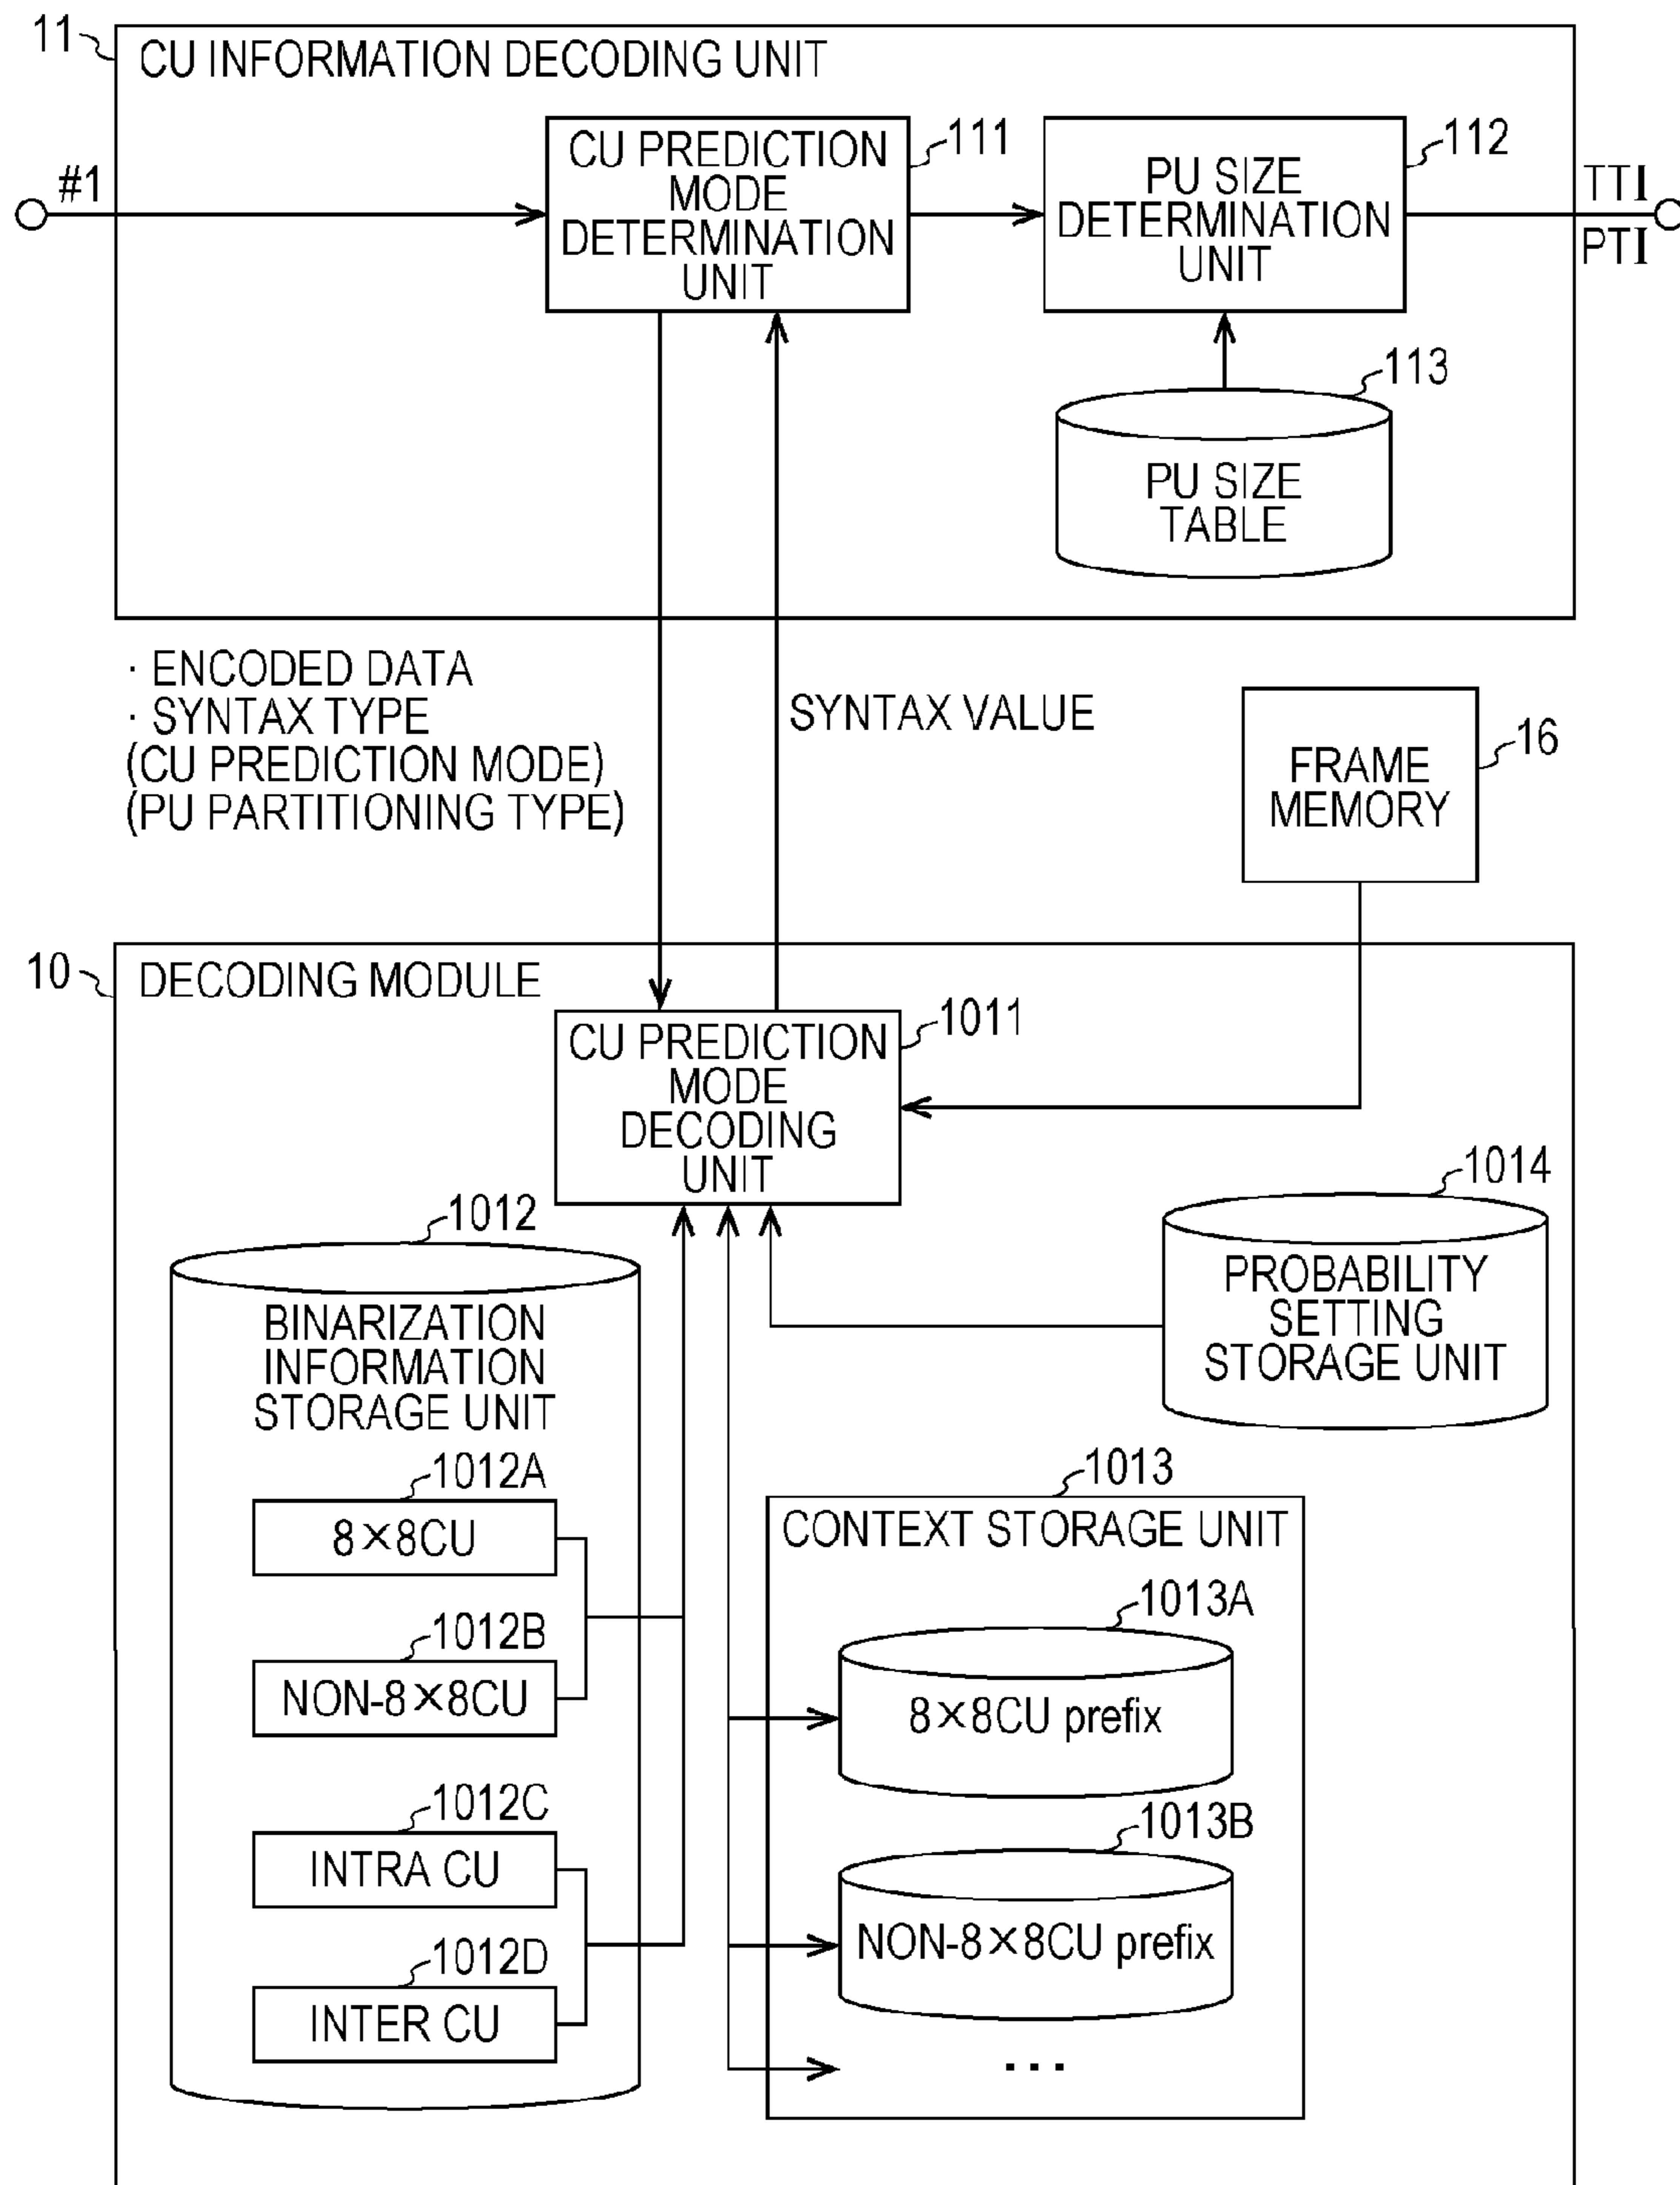 11
CU INFORMATION DECODING UNIT
#1
CU PREDICTION
MODE
DETERMINATION
UNIT
111
PU SIZE
DETERMINATION
UNIT
112
TTI
PTI
113
PU SIZE
TABLE
· ENCODED DATA
· SYNTAX TYPE
(CU PREDICTION MODE)
(PU PARTITIONING TYPE)
SYNTAX VALUE
FRAME
MEMORY
16
10
DECODING MODULE
CU PREDICTION
MODE
DECODING
UNIT
1011
1012
BINARIZATION
INFORMATION
STORAGE UNIT
1014
PROBABILITY
SETTING
STORAGE UNIT
1012A
8×8CU
1012B
NON-8×8CU
1012C
INTRA CU
1012D
INTER CU
1013
CONTEXT STORAGE UNIT
1013A
8×8CU prefix
1013B
NON-8×8CU prefix
...